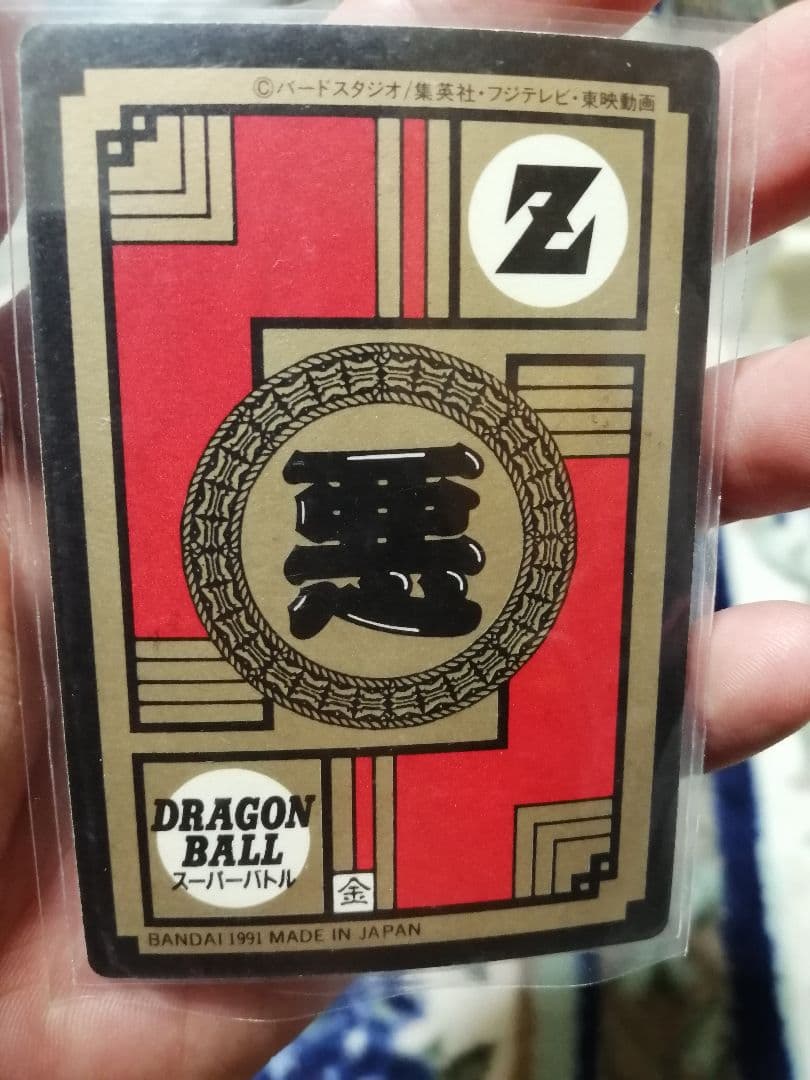 ©バードスタジオ/集英社・フジテレビ・東映動画
Z
悪
DRAGON
BALL
スーパーバトル
金
BANDAI 1991 MADE IN JAPAN